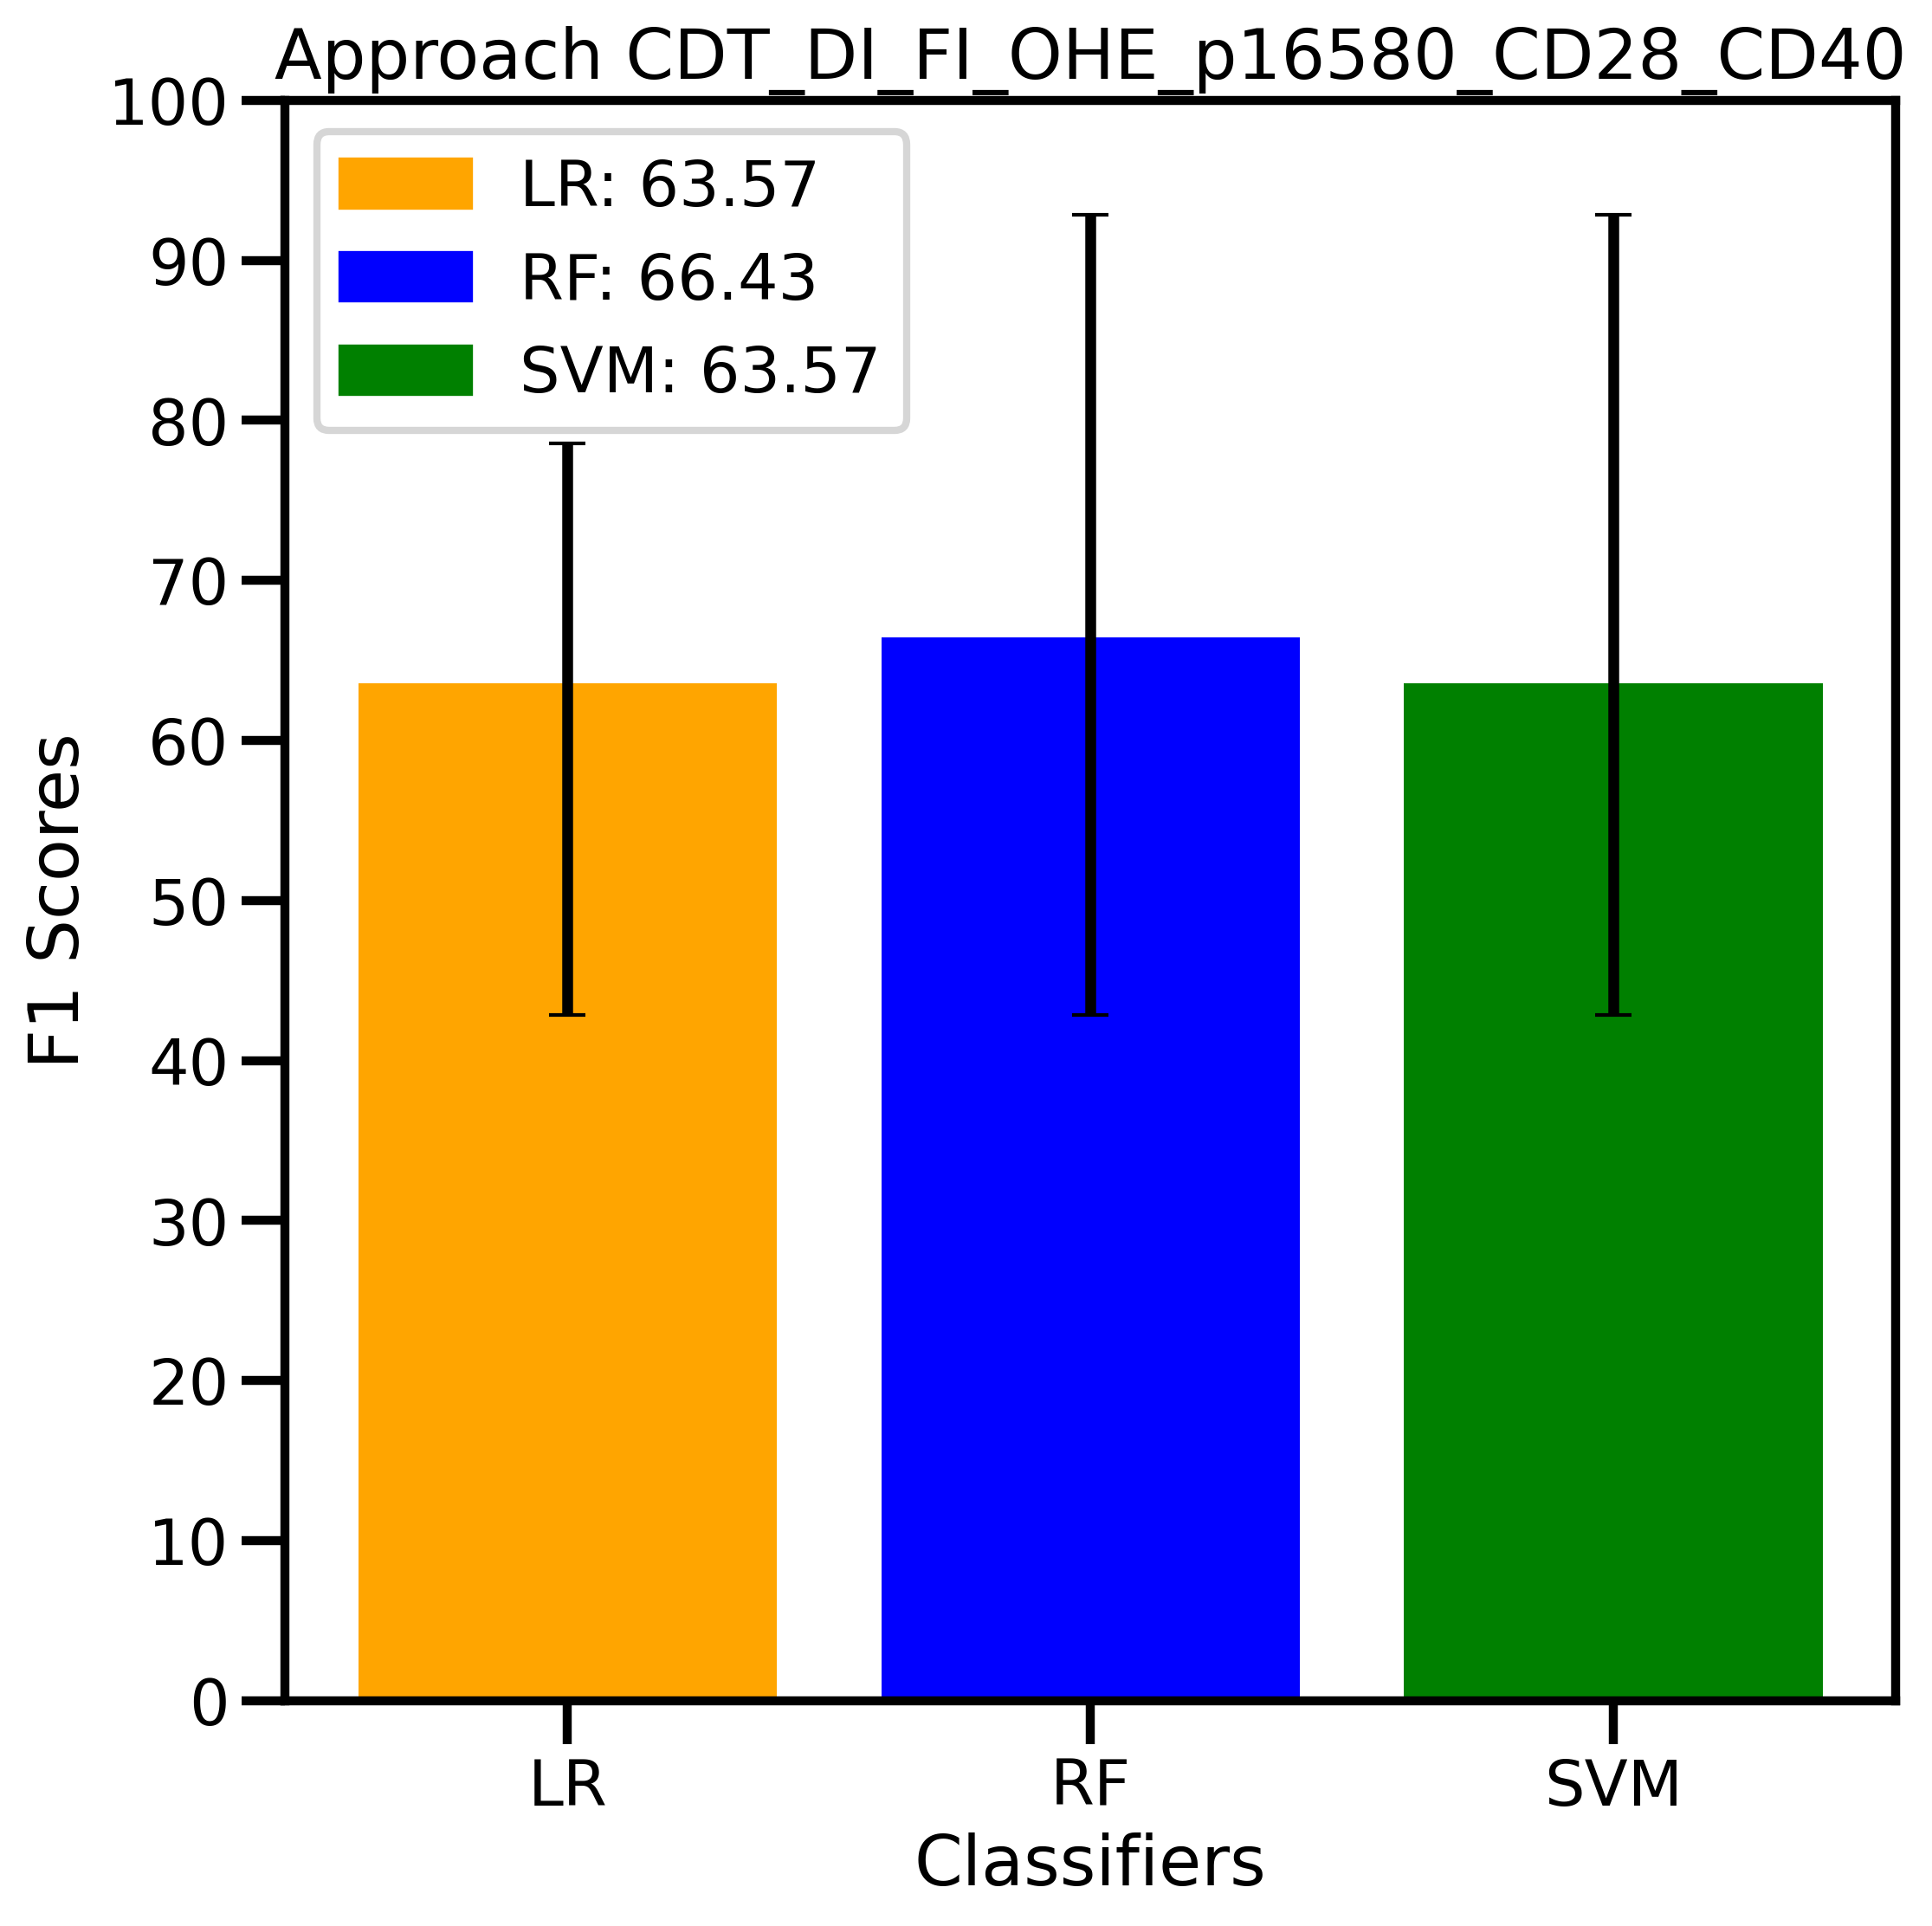 Approach CDT_DI_FI_OHE_p16580_CD28_CD40
LR: 63.57
RF: 66.43
SVM: 63.57
F1 Scores
100
90
80
70
60
50
40
30
20
10
0
LR RF SVM
Classifiers